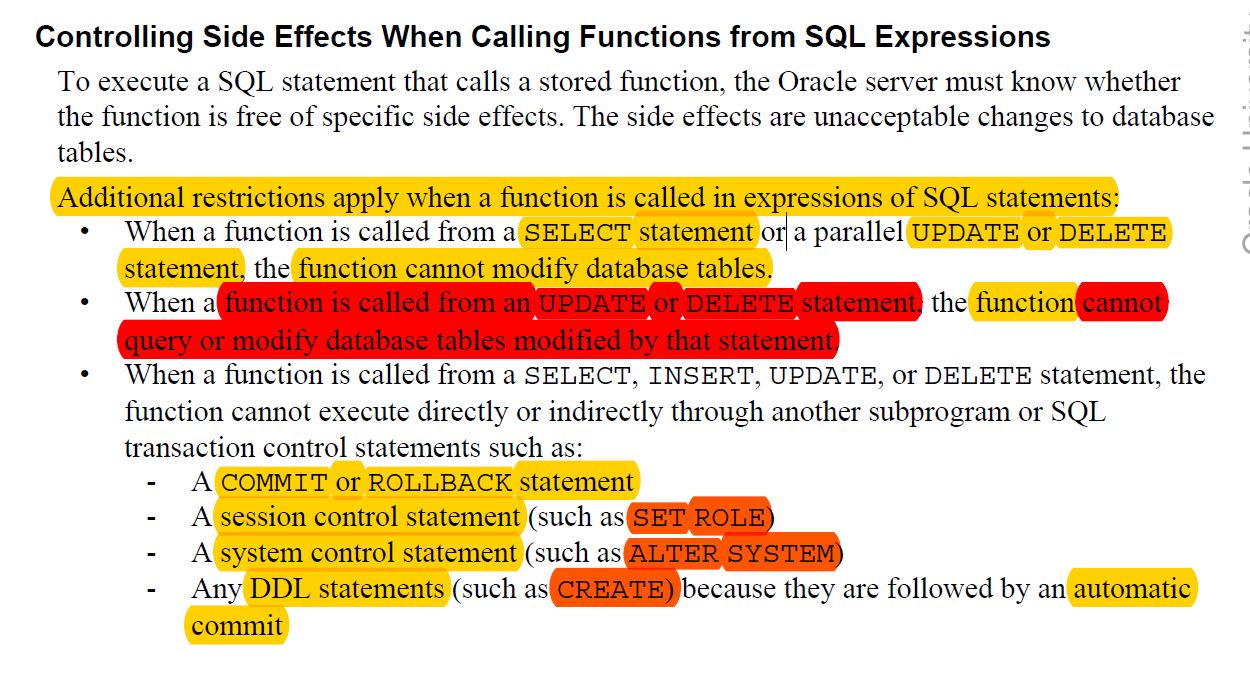 Controlling Side Effects When Calling Functions from SQL Expressions
To execute a SQL statement that calls a stored function, the Oracle server must know whether
the function is free of specific side effects. The side effects are unacceptable changes to database
tables.
Additional restrictions apply when a function is called in expressions of SQL statements:
• When a function is called from a SELECT statement or a parallel UPDATE or DELETE
statement, the function cannot modify database tables.
• When a function is called from an UPDATE or DELETE statement, the function cannot
query or modify database tables modified by that statement.
• When a function is called from a SELECT, INSERT, UPDATE, or DELETE statement, the
function cannot execute directly or indirectly through another subprogram or SQL
transaction control statements such as:
- A COMMIT or ROLLBACK statement
- A session control statement (such as SET ROLE)
- A system control statement (such as ALTER SYSTEM)
- Any DDL statements (such as CREATE) because they are followed by an automatic
commit